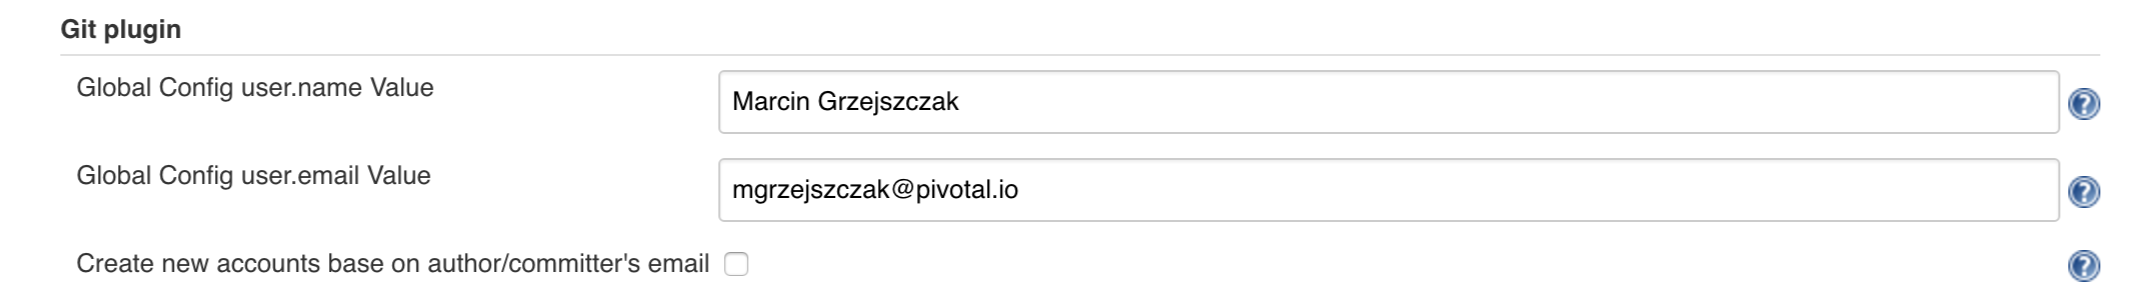 Git plugin
Global Config user.name Value
Marcin Grzejszczak
Global Config user.email Value
mgrzejszczak@pivotal.io
Create new accounts base on author/committer's email